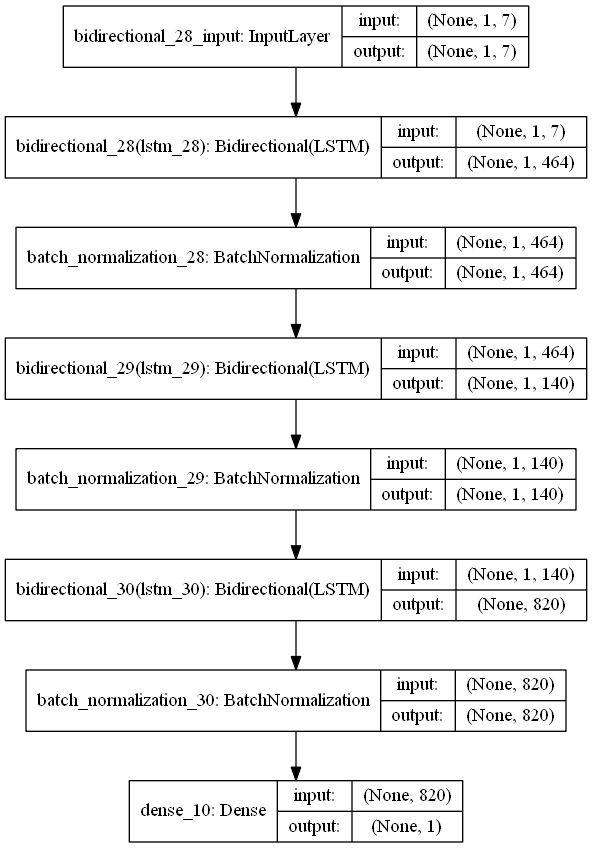 bidirectional_28_input: InputLayer
input:
(None, 1, 7)
output:
(None, 1, 7)
bidirectional_28(lstm_28): Bidirectional(LSTM)
input:
(None, 1, 7)
output:
(None, 1, 464)
batch_normalization_28: BatchNormalization
input:
(None, 1, 464)
output:
(None, 1, 464)
bidirectional_29(lstm_29): Bidirectional(LSTM)
input:
(None, 1, 464)
output:
(None, 1, 140)
batch_normalization_29: BatchNormalization
input:
(None, 1, 140)
output:
(None, 1, 140)
bidirectional_30(lstm_30): Bidirectional(LSTM)
input:
(None, 1, 140)
output:
(None, 820)
batch_normalization_30: BatchNormalization
input:
(None, 820)
output:
(None, 820)
dense_10: Dense
input:
(None, 820)
output:
(None, 1)